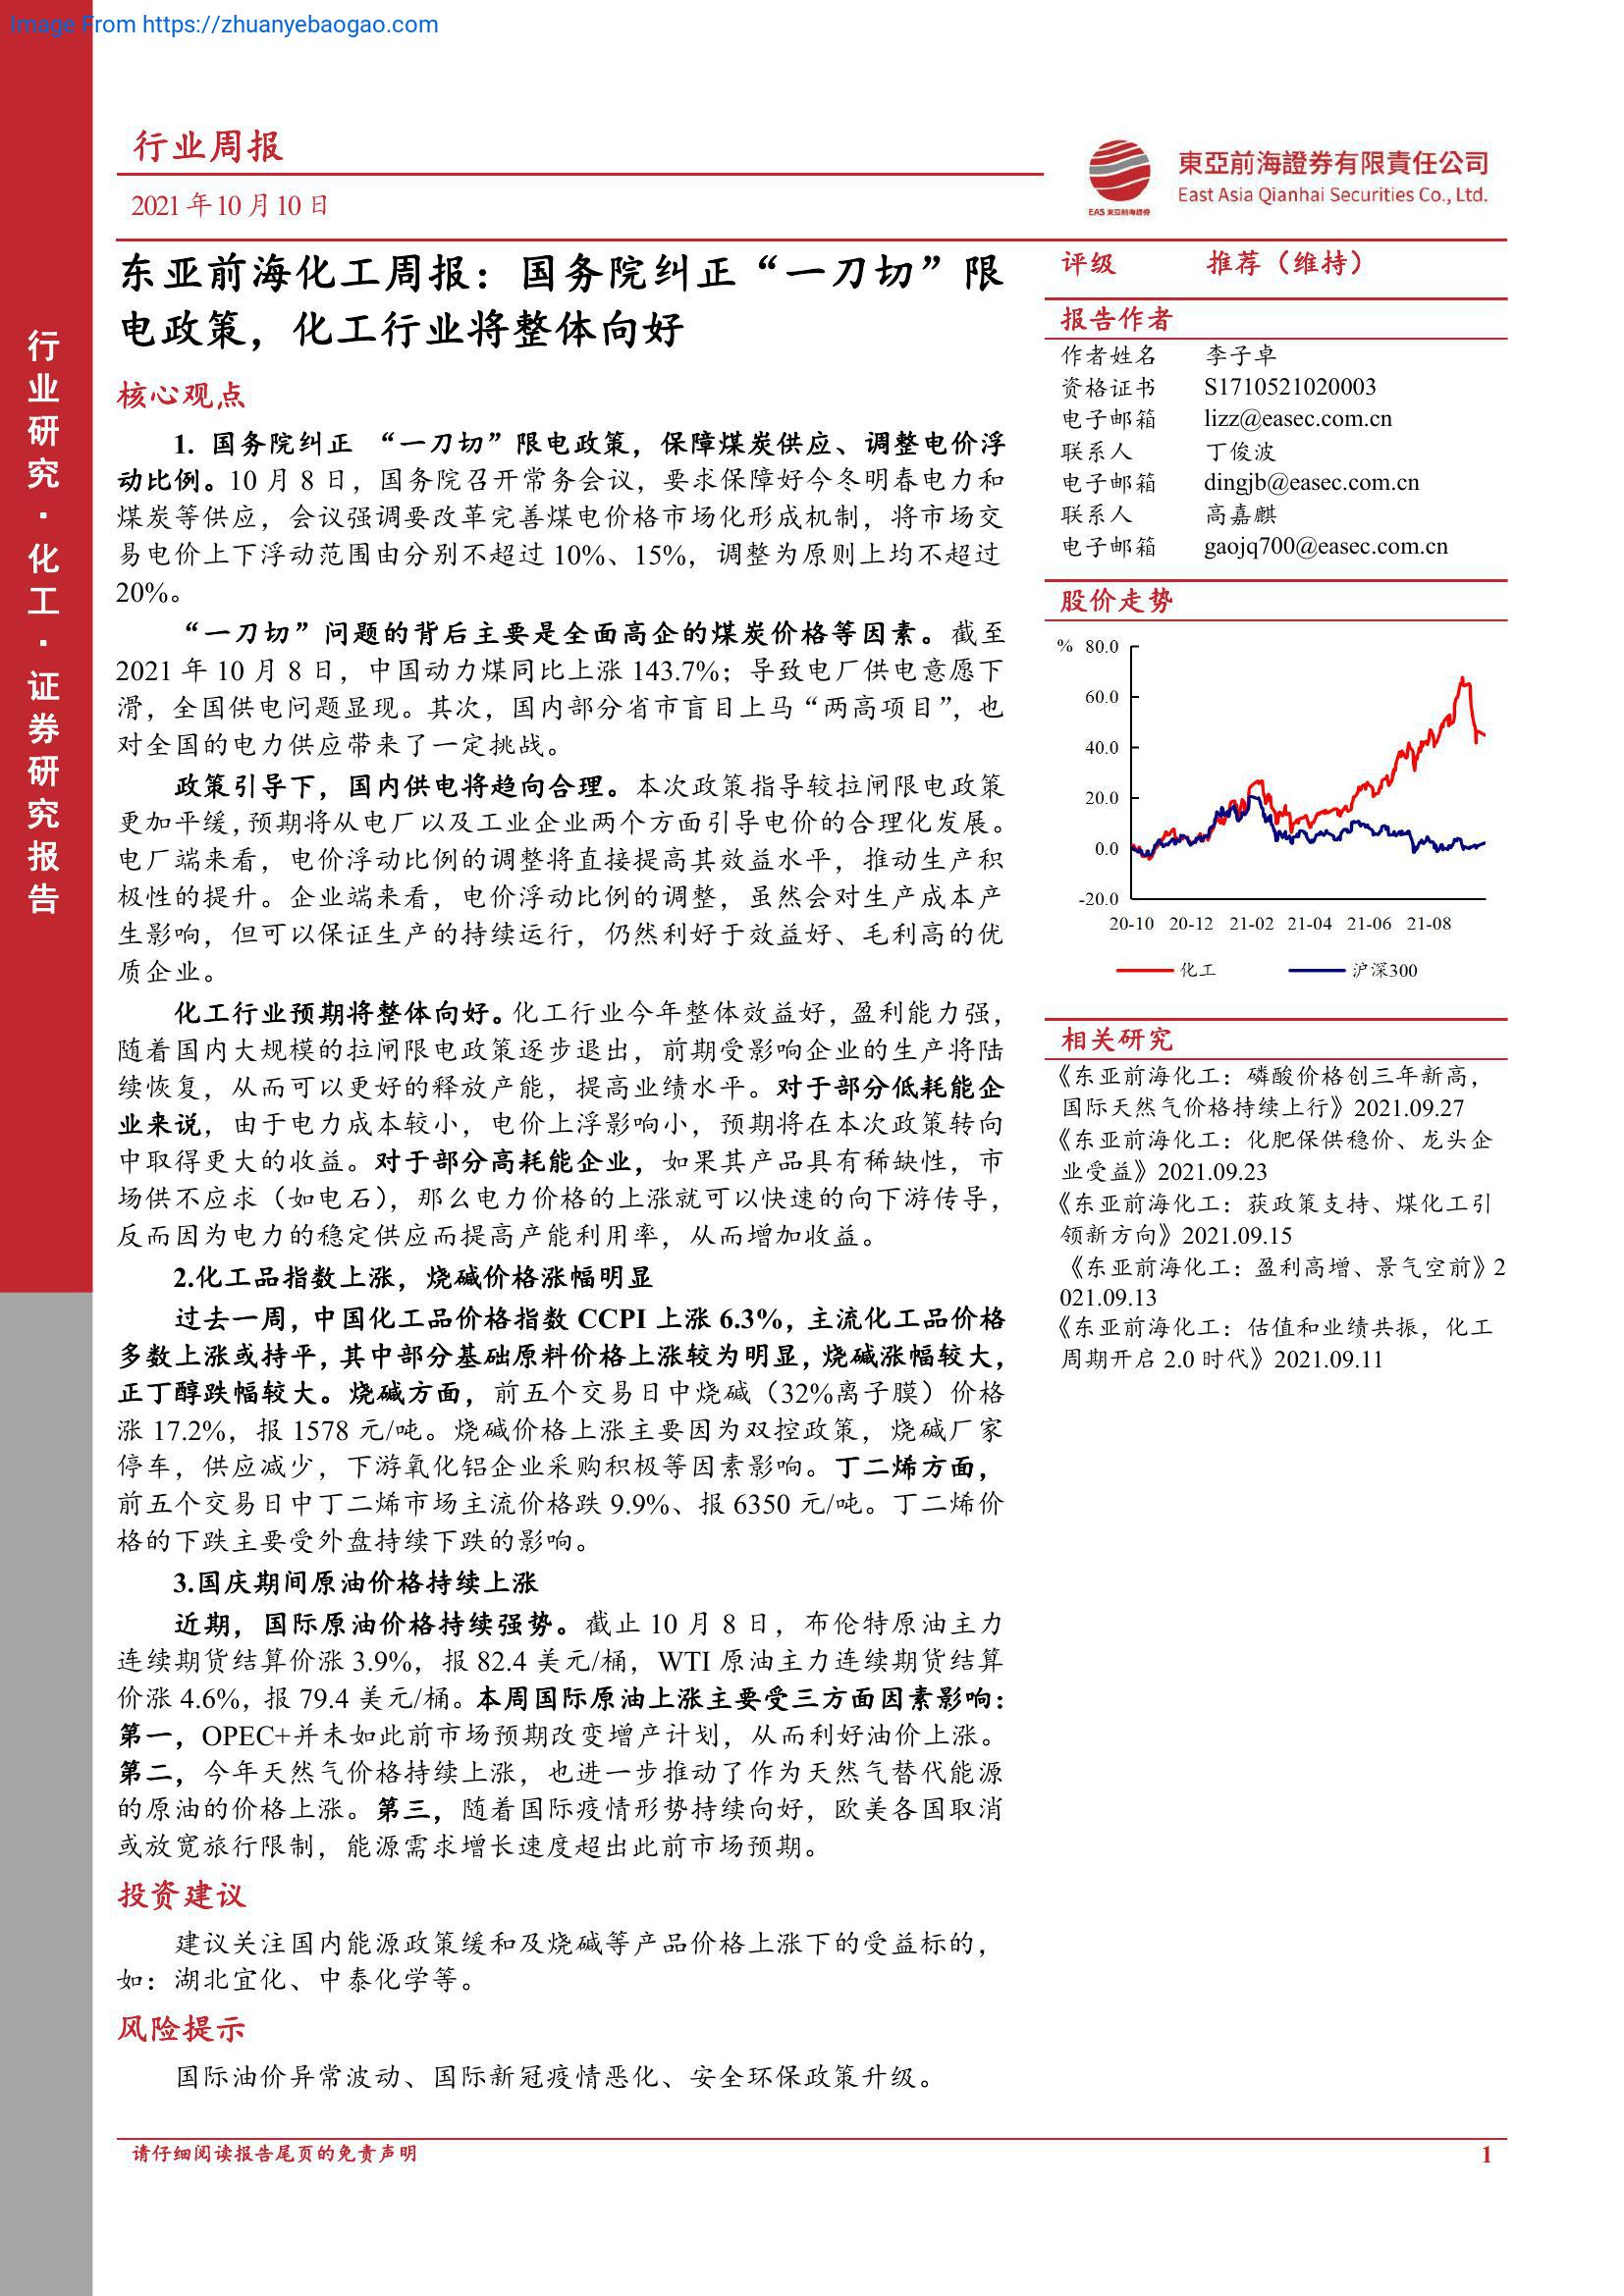 Image From https://zhuanyebaogao.com
行业研究·化工·证券研究报告
行业周报
2021年10月10日
EAS 東亞前海證券
東亞前海證券有限責任公司
East Asia Qianhai Securities Co., Ltd.
东亚前海化工周报：国务院纠正“一刀切”限
电政策，化工行业将整体向好
核心观点
1. 国务院纠正 “一刀切”限电政策，保障煤炭供应、调整电价浮
动比例。10 月 8 日，国务院召开常务会议，要求保障好今冬明春电力和
煤炭等供应，会议强调要改革完善煤电价格市场化形成机制，将市场交
易电价上下浮动范围由分别不超过 10%、15%，调整为原则上均不超过
20%。
“一刀切”问题的背后主要是全面高企的煤炭价格等因素。截至
2021 年 10 月 8 日，中国动力煤同比上涨 143.7%；导致电厂供电意愿下
滑，全国供电问题显现。其次，国内部分省市盲目上马“两高项目”，也
对全国的电力供应带来了一定挑战。
政策引导下，国内供电将趋向合理。本次政策指导较拉闸限电政策
更加平缓，预期将从电厂以及工业企业两个方面引导电价的合理化发展。
电厂端来看，电价浮动比例的调整将直接提高其效益水平，推动生产积
极性的提升。企业端来看，电价浮动比例的调整，虽然会对生产成本产
生影响，但可以保证生产的持续运行，仍然利好于效益好、毛利高的优
质企业。
化工行业预期将整体向好。化工行业今年整体效益好，盈利能力强，
随着国内大规模的拉闸限电政策逐步退出，前期受影响企业的生产将陆
续恢复，从而可以更好的释放产能，提高业绩水平。对于部分低耗能企
业来说，由于电力成本较小，电价上浮影响小，预期将在本次政策转向
中取得更大的收益。对于部分高耗能企业，如果其产品具有稀缺性，市
场供不应求（如电石），那么电力价格的上涨就可以快速的向下游传导，
反而因为电力的稳定供应而提高产能利用率，从而增加收益。
2.化工品指数上涨，烧碱价格涨幅明显
过去一周，中国化工品价格指数 CCPI 上涨 6.3%，主流化工品价格
多数上涨或持平，其中部分基础原料价格上涨较为明显，烧碱涨幅较大，
正丁醇跌幅较大。烧碱方面，前五个交易日中烧碱（32%离子膜）价格
涨 17.2%，报 1578 元/吨。烧碱价格上涨主要因为双控政策，烧碱厂家
停车，供应减少，下游氧化铝企业采购积极等因素影响。丁二烯方面，
前五个交易日中丁二烯市场主流价格跌 9.9%、报 6350 元/吨。丁二烯价
格的下跌主要受外盘持续下跌的影响。
3.国庆期间原油价格持续上涨
近期，国际原油价格持续强势。截止 10 月 8 日，布伦特原油主力
连续期货结算价涨 3.9%，报 82.4 美元/桶，WTI 原油主力连续期货结算
价涨 4.6%，报 79.4 美元/桶。本周国际原油上涨主要受三方面因素影响：
第一，OPEC+并未如此前市场预期改变增产计划，从而利好油价上涨。
第二，今年天然气价格持续上涨，也进一步推动了作为天然气替代能源
的原油的价格上涨。第三，随着国际疫情形势持续向好，欧美各国取消
或放宽旅行限制，能源需求增长速度超出此前市场预期。
投资建议
建议关注国内能源政策缓和及烧碱等产品价格上涨下的受益标的，
如：湖北宜化、中泰化学等。
风险提示
国际油价异常波动、国际新冠疫情恶化、安全环保政策升级。
评级 推荐（维持）
报告作者
作者姓名 李子卓
资格证书 S1710521020003
电子邮箱 lizz@easec.com.cn
联系人 丁俊波
电子邮箱 dingjb@easec.com.cn
联系人 高嘉麒
电子邮箱 gaojq700@easec.com.cn
股价走势
% 80.0
60.0
40.0
20.0
0.0
-20.0
20-10 20-12 21-02 21-04 21-06 21-08
化工 沪深300
相关研究
《东亚前海化工：磷酸价格创三年新高，
国际天然气价格持续上行》2021.09.27
《东亚前海化工：化肥保供稳价、龙头企
业受益》2021.09.23
《东亚前海化工：获政策支持、煤化工引
领新方向》2021.09.15
《东亚前海化工：盈利高增、景气空前》2
021.09.13
《东亚前海化工：估值和业绩共振，化工
周期开启 2.0 时代》2021.09.11
请仔细阅读报告尾页的免责声明 1